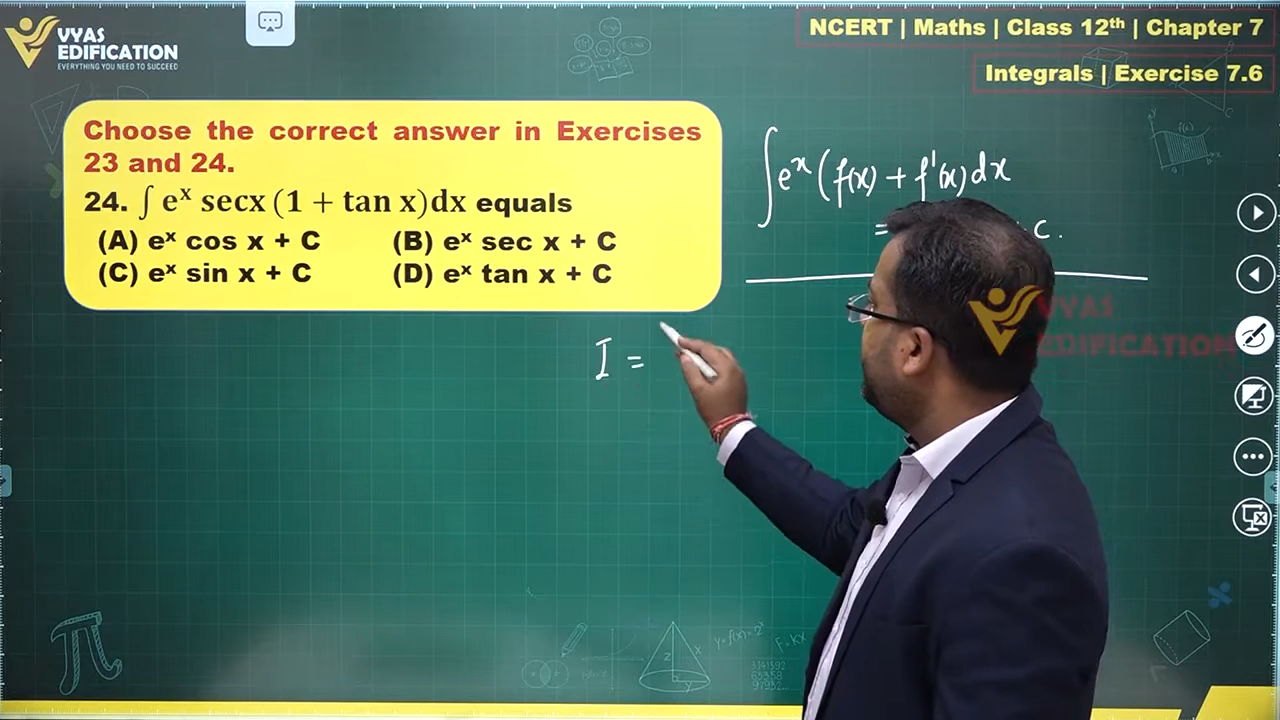 VYAS
EDIFICATION
EVERYTHING YOU NEED TO SUCCEED
NCERT | Maths | Class 12th | Chapter 7
Integrals | Exercise 7.6
Choose the correct answer in Exercises
23 and 24.
24. ∫ eˣ secx (1 + tan x)dx equals
(A) eˣ cos x + C (B) eˣ sec x + C
(C) eˣ sin x + C (D) eˣ tan x + C
∫eˣ(f(x) + f'(x)dx
= c.
I =
VYAS
EDIFICATION